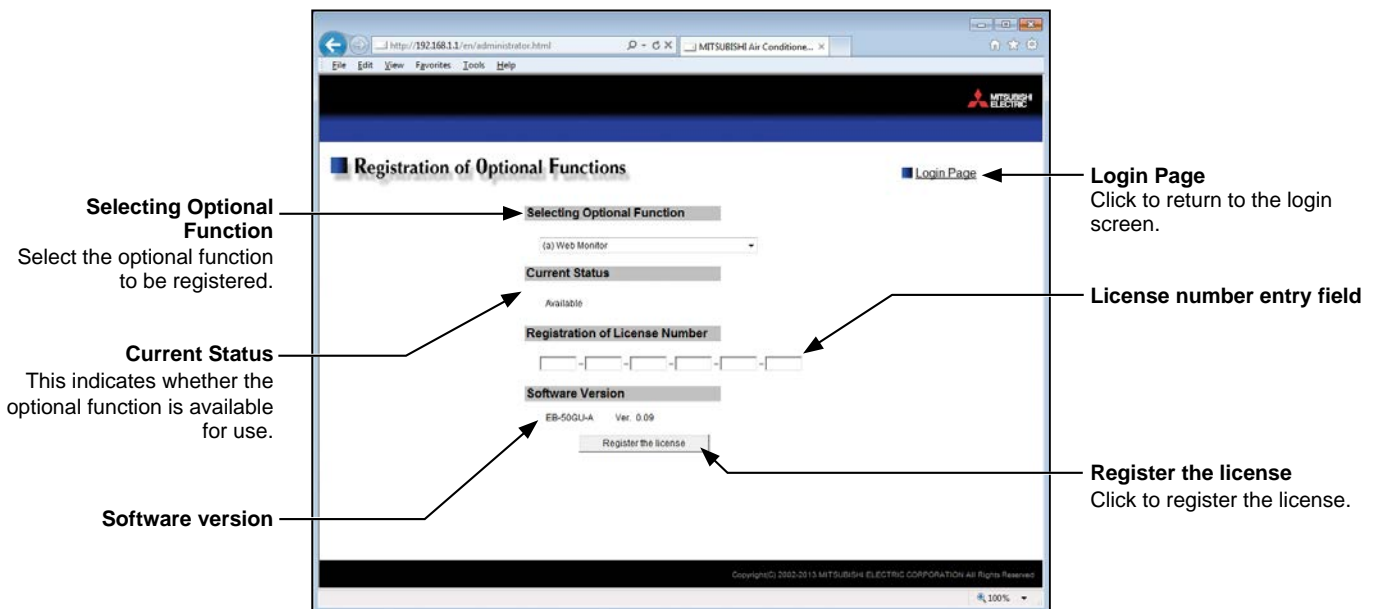 http://192.168.1.1/en/administrator.html
MITSUBISHI Air Conditione...
File Edit View Favorites Tools Help
MITSUBISHI
ELECTRIC
Registration of Optional Functions
Login Page
Selecting Optional Function
(a) Web Monitor
Current Status
Available
Registration of License Number
- - - - -
Software Version
EB-50GU-A Ver. 0.09
Register the license
Copyright(C) 2002-2013 MITSUBISHI ELECTRIC CORPORATION All Rights Reserved
100%
Selecting Optional
Function
Select the optional function
to be registered.
Current Status
This indicates whether the
optional function is available
for use.
Software version
Login Page
Click to return to the login
screen.
License number entry field
Register the license
Click to register the license.